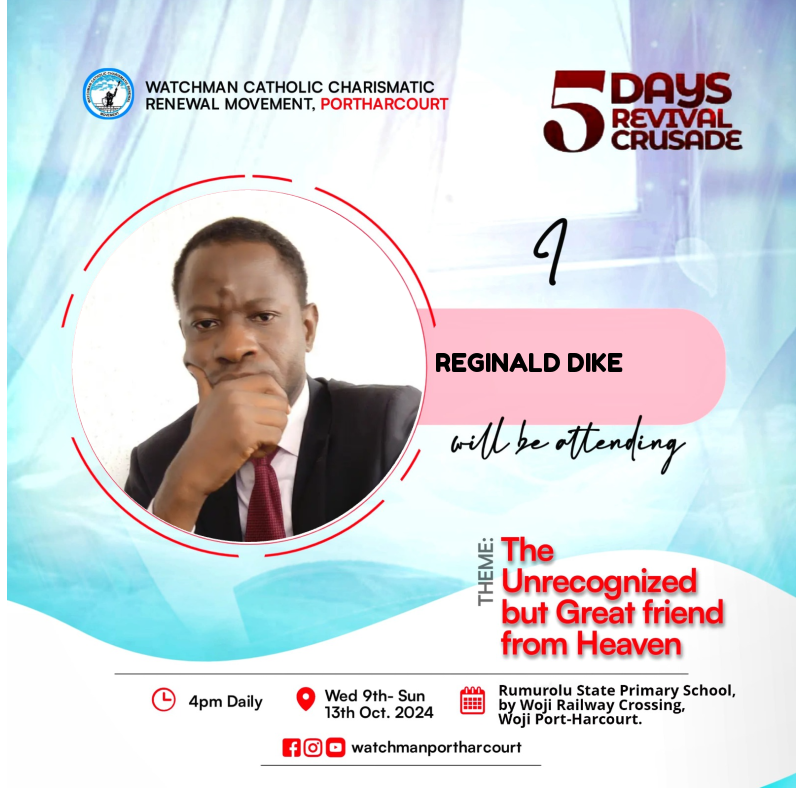 WATCHMAN CATHOLIC CHARISMATIC
RENEWAL MOVEMENT, PORTHARCOURT
5 DAYS
REVIVAL
CRUSADE
I
REGINALD DIKE
will be attending
THEME:
The
Unrecognized
but Great friend
from Heaven
4pm Daily
Wed 9th- Sun
13th Oct. 2024
Rumurolu State Primary School,
by Woji Railway Crossing,
Woji Port-Harcourt.
watchmanportharcourt